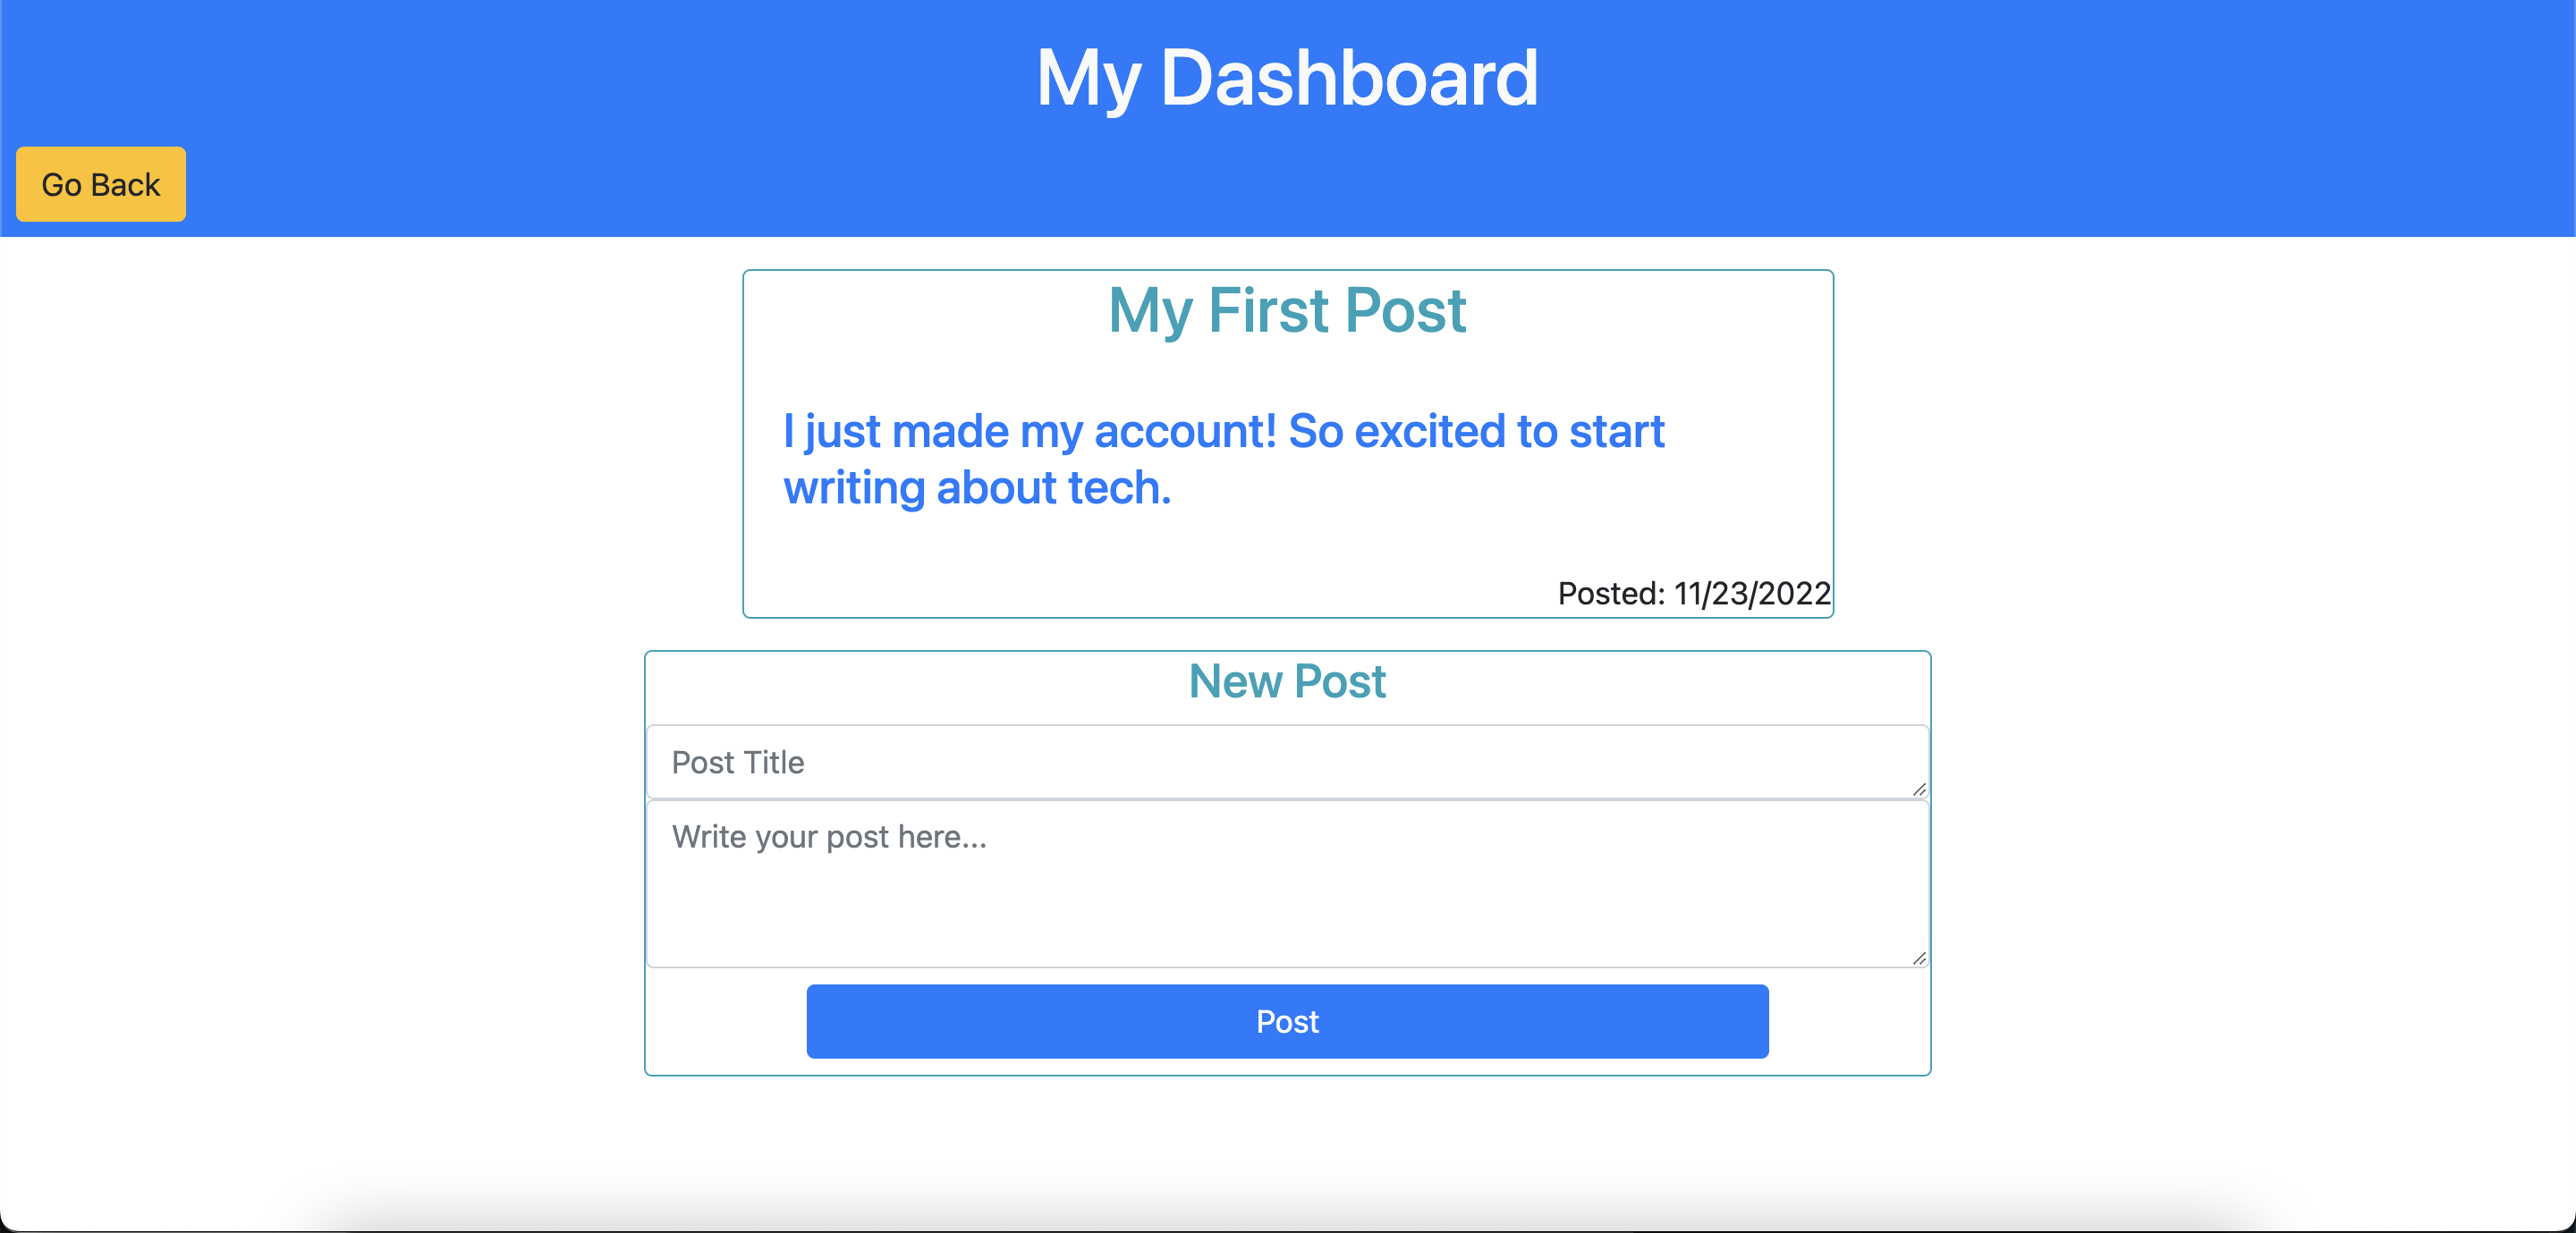 My Dashboard
Go Back
My First Post
I just made my account! So excited to start
writing about tech.
Posted: 11/23/2022
New Post
Post Title
Write your post here...
Post